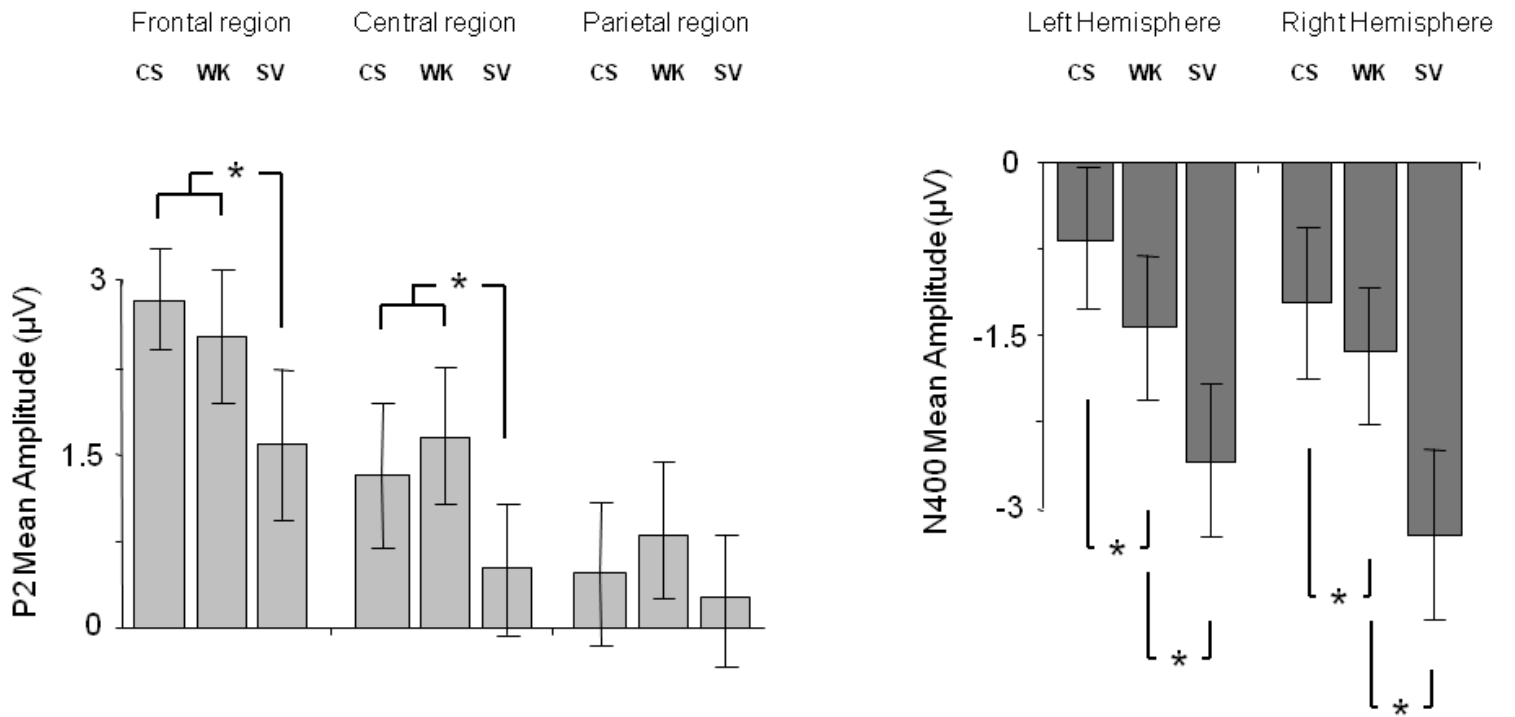 Frontal region Central region Parietal region
CS WK SV CS WK SV CS WK SV
*
*
3
1.5
0
P2 Mean Amplitude (µV)
Left Hemisphere Right Hemisphere
CS WK SV CS WK SV
0
-1.5
-3
N400 Mean Amplitude (µV)
*
*
*
*